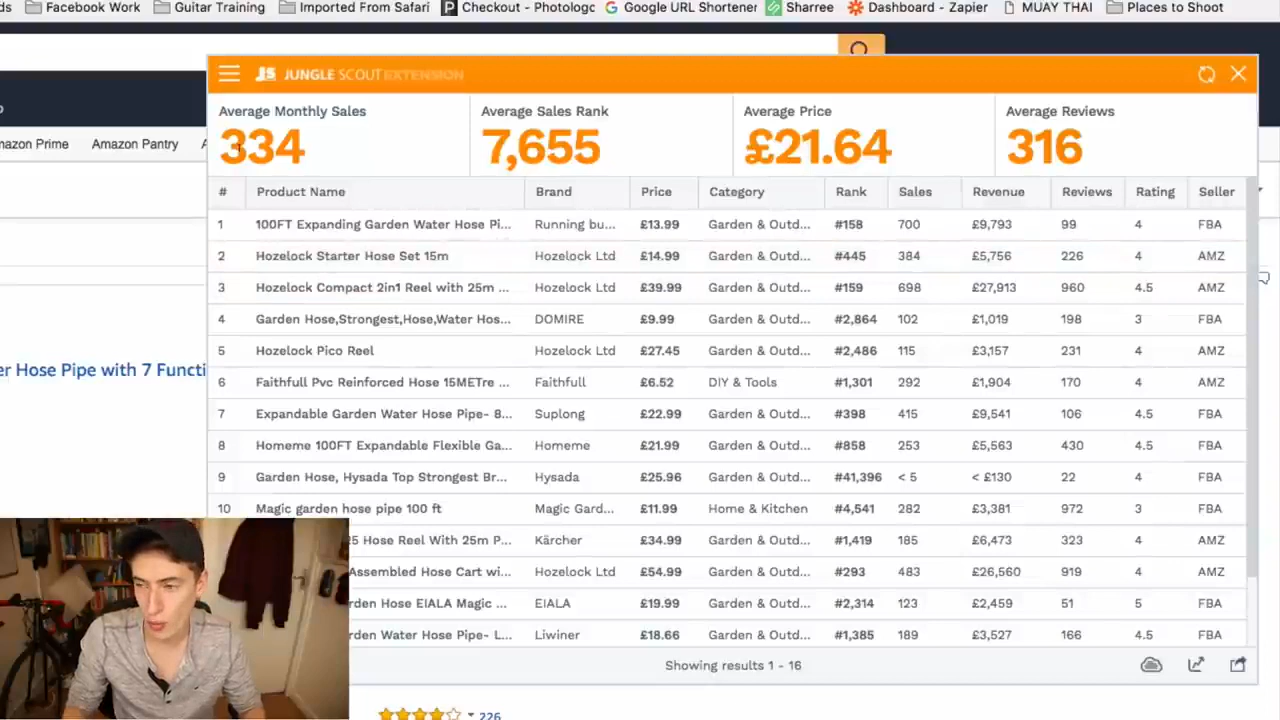 ds Facebook Work Guitar Training Imported From Safari P Checkout - Photologc G Google URL Shortener Sharree Dashboard - Zapier MUAY THAI Places to Shoot
JS JUNGLE SCOUT EXTENSION
Average Monthly Sales Average Sales Rank Average Price Average Reviews
334 7,655 £21.64 316
mazon Prime Amazon Pantry
# Product Name Brand Price Category Rank Sales Revenue Reviews Rating Seller
1 100FT Expanding Garden Water Hose Pi... Running bu... £13.99 Garden & Outd... #158 700 £9,793 99 4 FBA
2 Hozelock Starter Hose Set 15m Hozelock Ltd £14.99 Garden & Outd... #445 384 £5,756 226 4 AMZ
3 Hozelock Compact 2in1 Reel with 25m ... Hozelock Ltd £39.99 Garden & Outd... #159 698 £27,913 960 4.5 AMZ
4 Garden Hose,Strongest,Hose,Water Hos... DOMIRE £9.99 Garden & Outd... #2,864 102 £1,019 198 3 FBA
5 Hozelock Pico Reel Hozelock Ltd £27.45 Garden & Outd... #2,486 115 £3,157 231 4 AMZ
er Hose Pipe with 7 Functi
6 Faithfull Pvc Reinforced Hose 15METre ... Faithfull £6.52 DIY & Tools #1,301 292 £1,904 170 4 AMZ
7 Expandable Garden Water Hose Pipe- 8... Suplong £22.99 Garden & Outd... #398 415 £9,541 106 4.5 FBA
8 Homeme 100FT Expandable Flexible Ga... Homeme £21.99 Garden & Outd... #858 253 £5,563 430 4.5 FBA
9 Garden Hose, Hysada Top Strongest Br... Hysada £25.96 Garden & Outd... #41,396 < 5 < £130 22 4 FBA
10 Magic garden hose pipe 100 ft Magic Gard... £11.99 Home & Kitchen #4,541 282 £3,381 972 3 FBA
25 Hose Reel With 25m P... Kärcher £34.99 Garden & Outd... #1,419 185 £6,473 323 4 AMZ
Assembled Hose Cart wi... Hozelock Ltd £54.99 Garden & Outd... #293 483 £26,560 919 4 AMZ
rden Hose EIALA Magic ... EIALA £19.99 Garden & Outd... #2,314 123 £2,459 51 5 FBA
rden Water Hose Pipe- L... Liwiner £18.66 Garden & Outd... #1,385 189 £3,527 166 4.5 FBA
Showing results 1 - 16
226